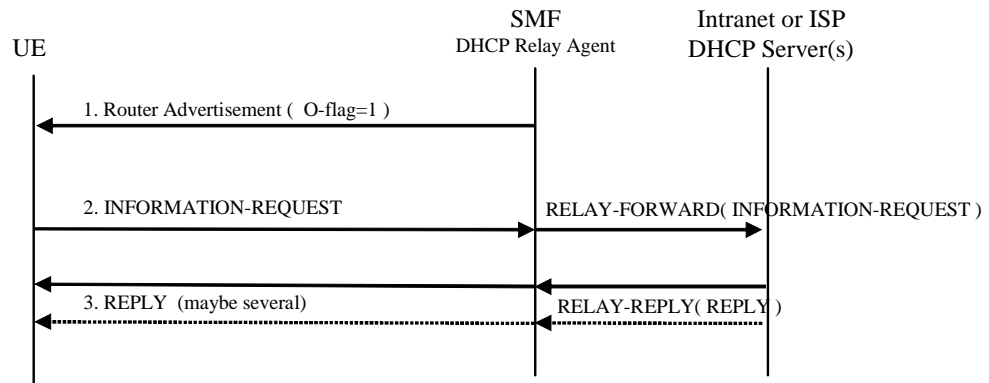 SMF
DHCP Relay Agent
Intranet or ISP
DHCP Server(s)
UE
1. Router Advertisement ( O-flag=1 )
2. INFORMATION-REQUEST
RELAY-FORWARD( INFORMATION-REQUEST )
3. REPLY (maybe several)
RELAY-REPLY( REPLY )